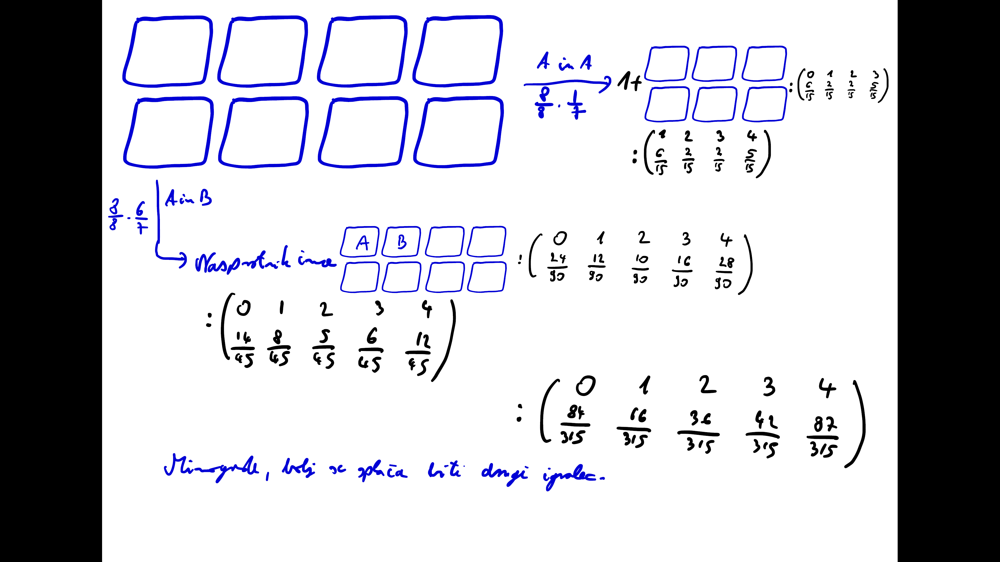 A in A
8/8 · 1/7
1+
: (0 1 2 3
6/15 2/15 2/15 5/15)
: (1 2 3 4
6/15 2/15 2/15 5/15)
8/8 · 6/7
A in B
Nasprotnik ima
A B
: (0 1 2 3 4
24/90 12/90 10/90 16/90 28/90)
: (0 1 2 3 4
14/45 8/45 5/45 6/45 12/45)
: (0 1 2 3 4
84/315 66/315 36/315 42/315 87/315)
Mimogrede, bolj se splača biti drugi igralec.